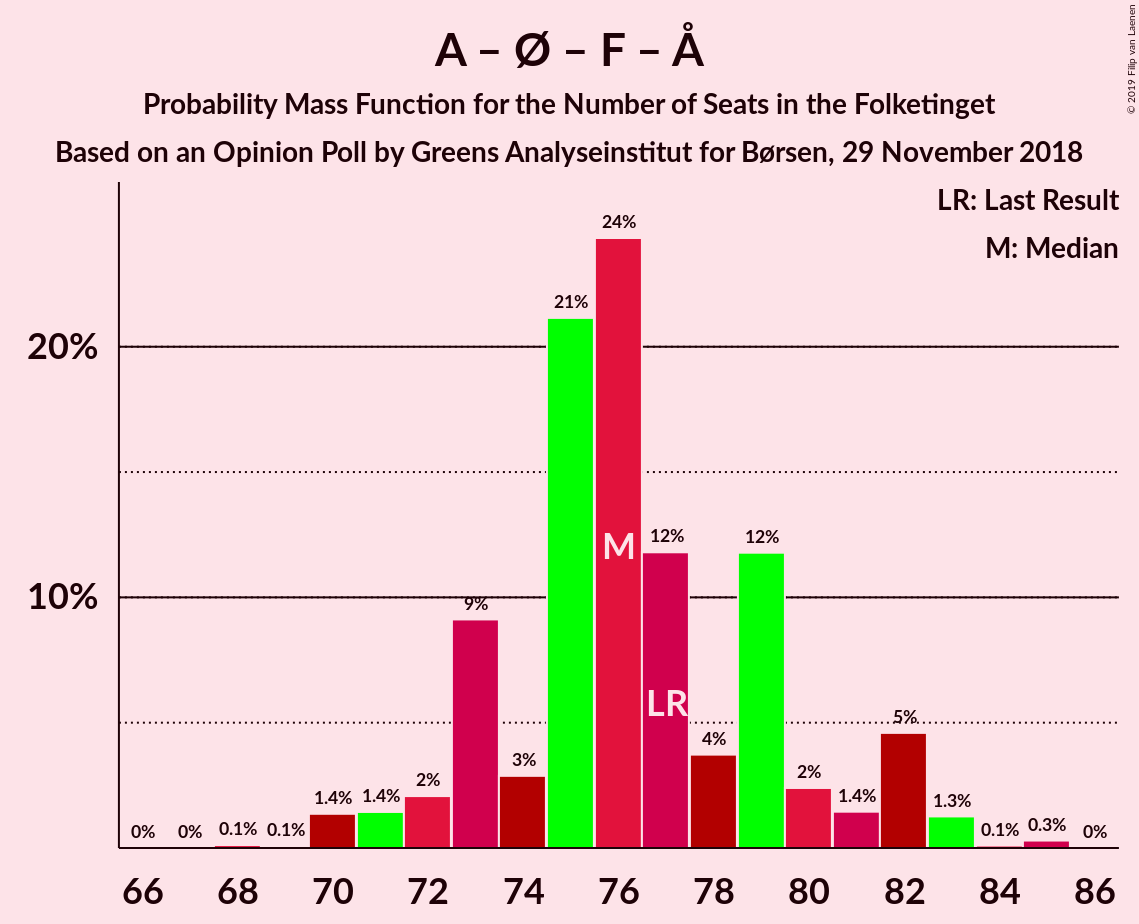 A – Ø – F – Å
Probability Mass Function for the Number of Seats in the Folketinget
Based on an Opinion Poll by Greens Analyseinstitut for Børsen, 29 November 2018
© 2019 Filip van Laenen
LR: Last Result
M: Median
20%
10%
0%
0%
0.1%
0.1%
1.4%
1.4%
2%
9%
3%
21%
24%
12%
4%
12%
2%
1.4%
5%
1.3%
0.1%
0.3%
0%
M
LR
66 68 70 72 74 76 78 80 82 84 86